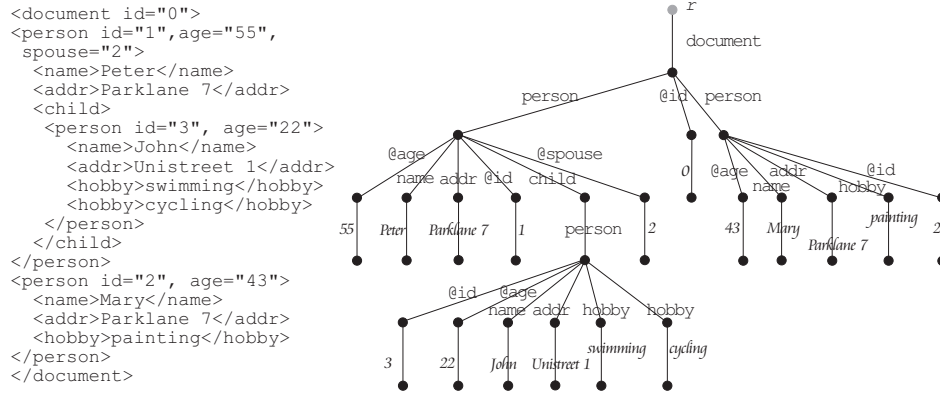 <document id="0">
<person id="1",age="55",
spouse="2">
<name>Peter</name>
<addr>Parklane 7</addr>
<child>
<person id="3", age="22">
<name>John</name>
<addr>Unistreet 1</addr>
<hobby>swimming</hobby>
<hobby>cycling</hobby>
</person>
</child>
</person>
<person id="2", age="43">
<name>Mary</name>
<addr>Parklane 7</addr>
<hobby>painting</hobby>
</person>
</document>
r
document
person @id person
@age @spouse 0 @age addr @id
name addr @id child name hobby
55 Peter Parklane 7 1 person 2 43 Mary Parklane 7 painting 2
@id @age
name addr hobby hobby
3 22 John Unistreet 1 swimming cycling